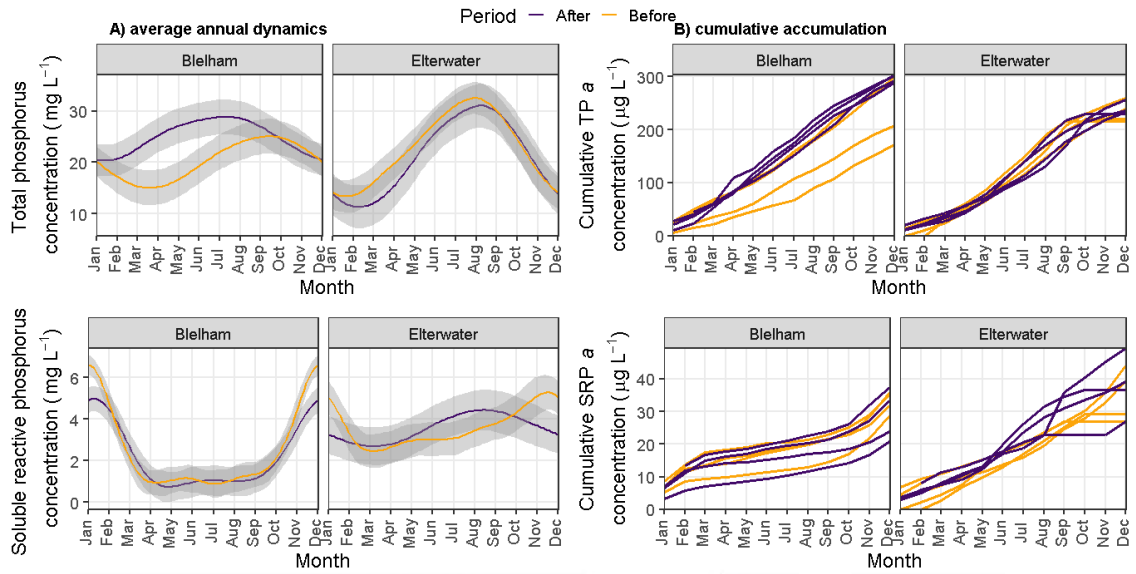 Period After Before
A) average annual dynamics
B) cumulative accumulation
Blelham
Elterwater
Blelham
Elterwater
Total phosphorus
concentration ( mg L−1)
30
20
10
Jan Feb Mar Apr May Jun Jul Aug Sep Oct Nov Dec
Jan Feb Mar Apr May Jun Jul Aug Sep Oct Nov Dec
Month
Cumulative TP a
concentration (μg L−1)
300
200
100
0
Jan Feb Mar Apr May Jun Jul Aug Sep Oct Nov Dec
Jan Feb Mar Apr May Jun Jul Aug Sep Oct Nov Dec
Month
Blelham
Elterwater
Blelham
Elterwater
Soluble reactive phosphorus
concentration ( mg L−1)
6
4
2
0
Jan Feb Mar Apr May Jun Jul Aug Sep Oct Nov Dec
Jan Feb Mar Apr May Jun Jul Aug Sep Oct Nov Dec
Month
Cumulative SRP a
concentration (μg L−1)
40
30
20
10
0
Jan Feb Mar Apr May Jun Jul Aug Sep Oct Nov Dec
Jan Feb Mar Apr May Jun Jul Aug Sep Oct Nov Dec
Month